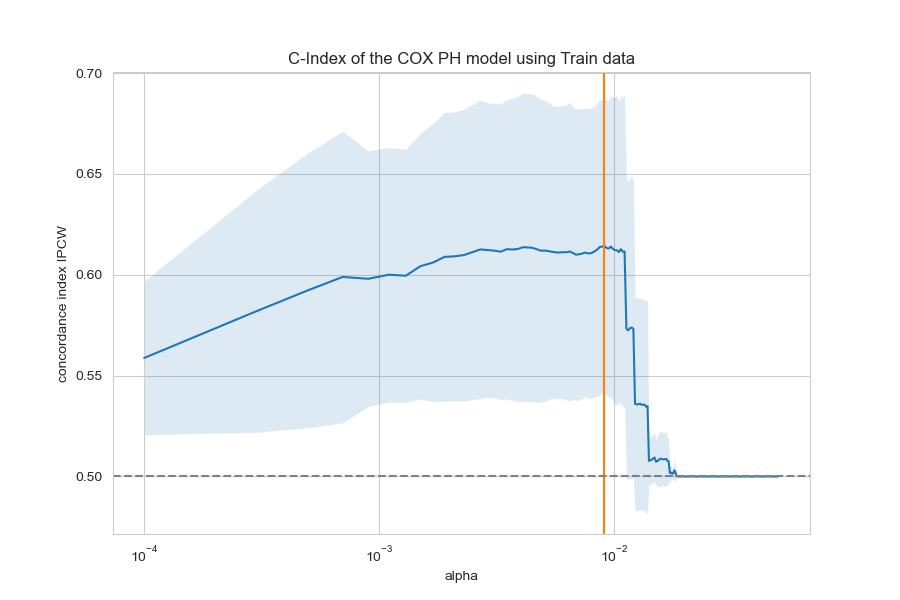 C-Index of the COX PH model using Train data
0.70
0.65
0.60
0.55
0.50
concordance index IPCW
10⁻⁴ 10⁻³ 10⁻²
alpha